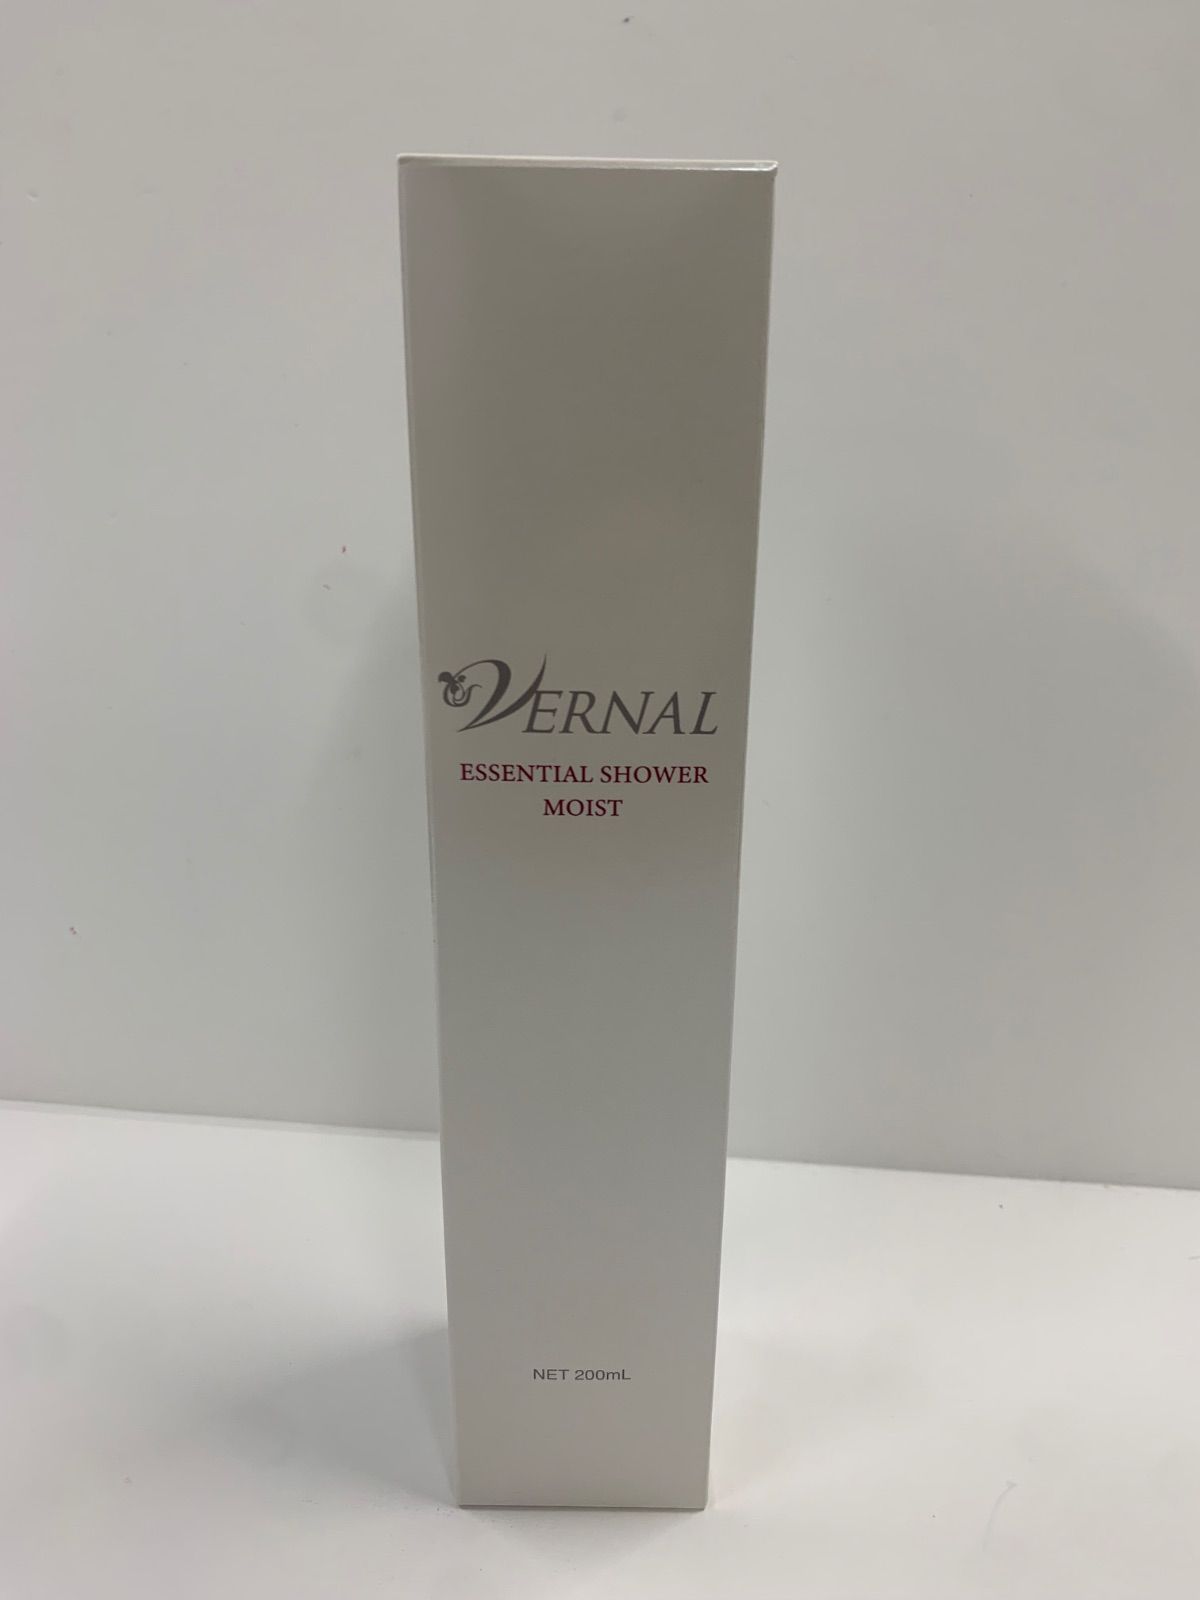 VERNAL
ESSENTIAL SHOWER
MOIST
NET 200mL